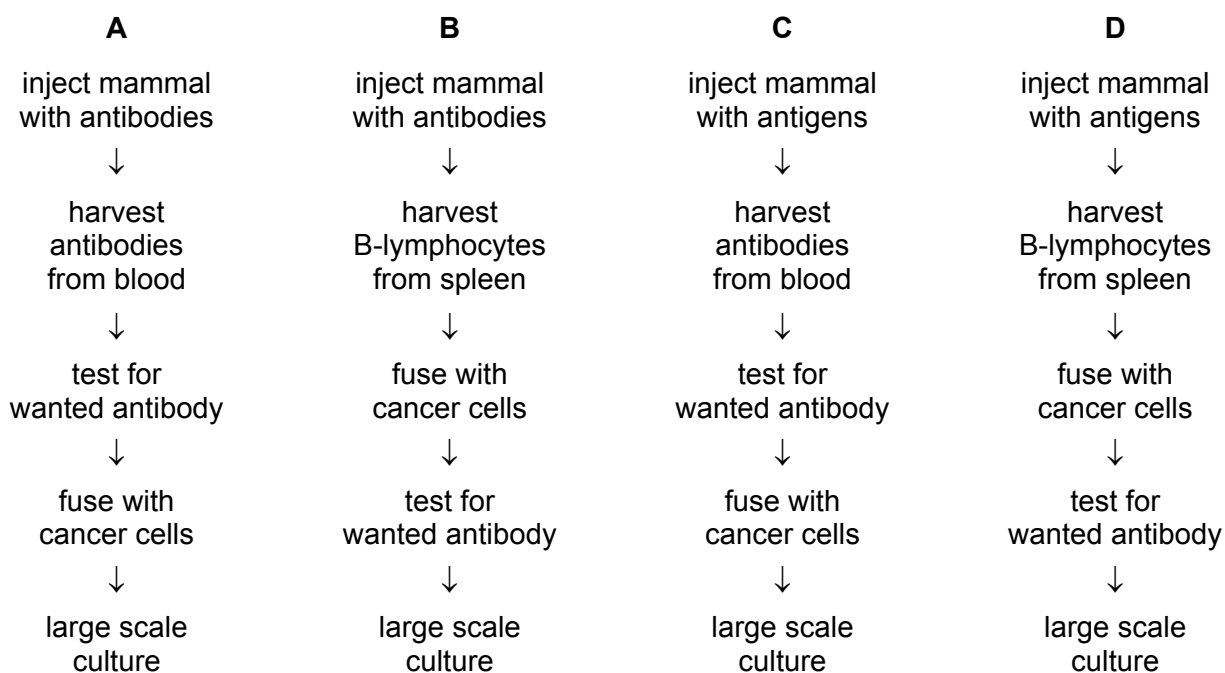 A
inject mammal
with antibodies
↓
harvest
antibodies
from blood
↓
test for
wanted antibody
↓
fuse with
cancer cells
↓
large scale
culture
B
inject mammal
with antibodies
↓
harvest
B-lymphocytes
from spleen
↓
fuse with
cancer cells
↓
test for
wanted antibody
↓
large scale
culture
C
inject mammal
with antigens
↓
harvest
antibodies
from blood
↓
test for
wanted antibody
↓
fuse with
cancer cells
↓
large scale
culture
D
inject mammal
with antigens
↓
harvest
B-lymphocytes
from spleen
↓
fuse with
cancer cells
↓
test for
wanted antibody
↓
large scale
culture